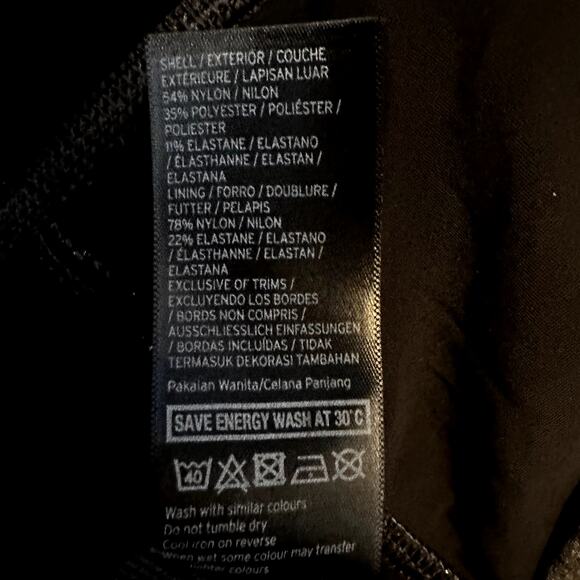 SHELL / EXTERIOR / COUCHE
EXTÉRIEURE / LAPISAN LUAR
54% NYLON / NILON
35% POLYESTER / POLIÉSTER /
POLIESTER
11% ELASTANE / ELASTANO
/ ÉLASTHANNE / ELASTAN /
ELASTANA
LINING / FORRO / DOUBLURE /
FUTTER / PELAPIS
78% NYLON / NILON
22% ELASTANE / ELASTANO
/ ÉLASTHANNE / ELASTAN /
ELASTANA
EXCLUSIVE OF TRIMS /
EXCLUYENDO LOS BORDES
/ BORDS NON COMPRIS /
AUSSCHLIESSLICH EINFASSUNGEN
/ BORDAS INCLUÍDAS / TIDAK
TERMASUK DEKORASI TAMBAHAN
Pakaian Wanita/Celana Panjang
SAVE ENERGY WASH AT 30°C
40
Wash with similar colours
Do not tumble dry
Cool iron on reverse
When wet some colour may transfer
lighter colours